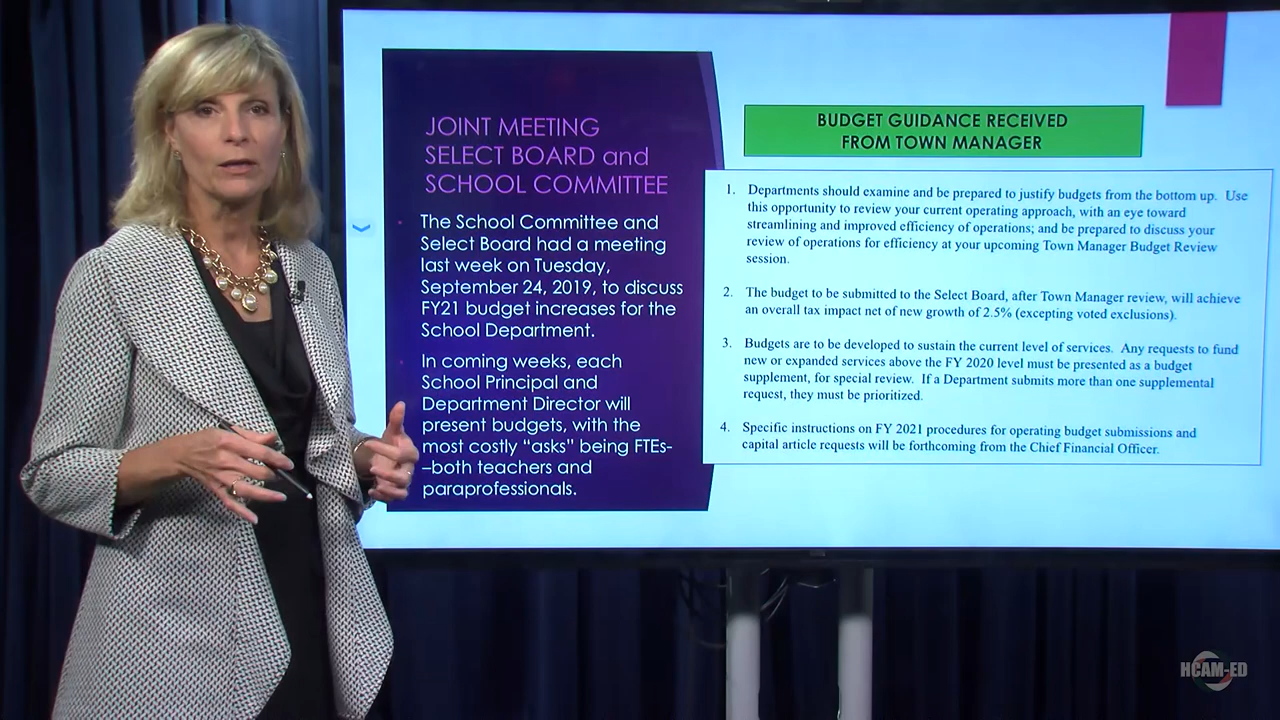 JOINT MEETING
SELECT BOARD and
SCHOOL COMMITTEE
The School Committee and
Select Board had a meeting
last week on Tuesday,
September 24, 2019, to discuss
FY21 budget increases for the
School Department.
In coming weeks, each
School Principal and
Department Director will
present budgets, with the
most costly “asks” being FTEs-
–both teachers and
paraprofessionals.
BUDGET GUIDANCE RECEIVED
FROM TOWN MANAGER
1. Departments should examine and be prepared to justify budgets from the bottom up. Use
this opportunity to review your current operating approach, with an eye toward
streamlining and improved efficiency of operations; and be prepared to discuss your
review of operations for efficiency at your upcoming Town Manager Budget Review
session.
2. The budget to be submitted to the Select Board, after Town Manager review, will achieve
an overall tax impact net of new growth of 2.5% (excepting voted exclusions).
3. Budgets are to be developed to sustain the current level of services. Any requests to fund
new or expanded services above the FY 2020 level must be presented as a budget
supplement, for special review. If a Department submits more than one supplemental
request, they must be prioritized.
4. Specific instructions on FY 2021 procedures for operating budget submissions and
capital article requests will be forthcoming from the Chief Financial Officer.
HCAM-ED